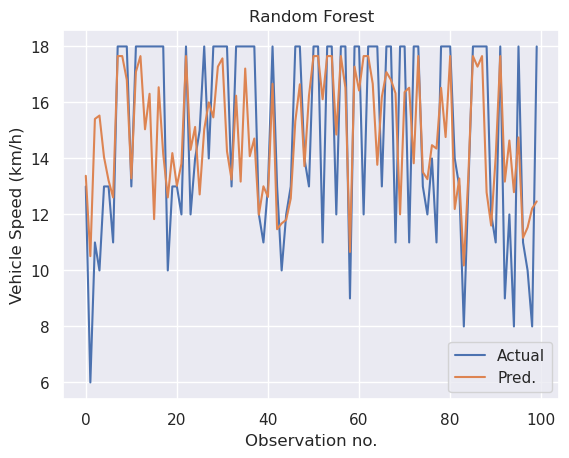 Random Forest
Vehicle Speed (km/h)
18
16
14
12
10
8
6
0 20 40 60 80 100
Observation no.
Actual
Pred.